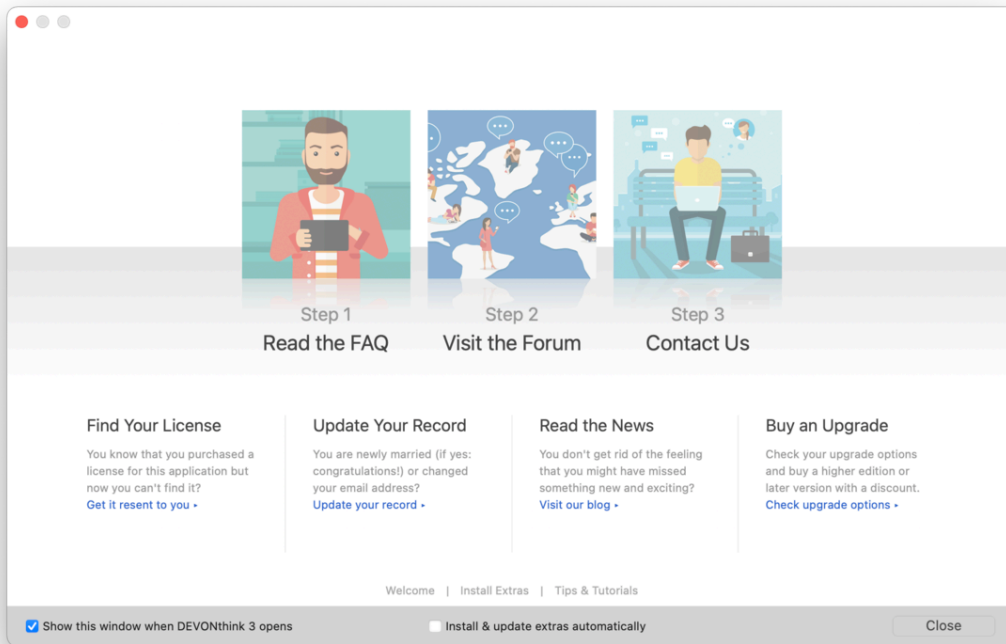 Step 1
Read the FAQ
Step 2
Visit the Forum
Step 3
Contact Us
Find Your License
You know that you purchased a
license for this application but
now you can't find it?
Get it resent to you ▸
Update Your Record
You are newly married (if yes:
congratulations!) or changed
your email address?
Update your record ▸
Read the News
You don't get rid of the feeling
that you might have missed
something new and exciting?
Visit our blog ▸
Buy an Upgrade
Check your upgrade options
and buy a higher edition or
later version with a discount.
Check upgrade options ▸
Welcome | Install Extras | Tips & Tutorials
Show this window when DEVONthink 3 opens
Install & update extras automatically
Close